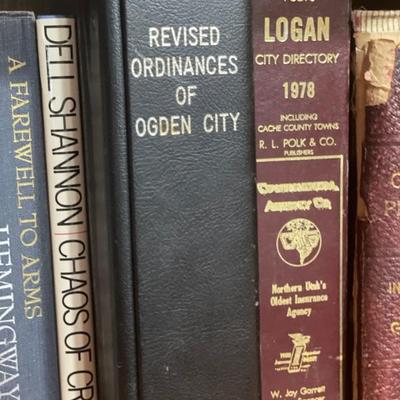 A FAREWELL TO ARMS
HEMINGWAY
DELL SHANNON CHAOS OF CR
REVISED
ORDINANCES
OF
OGDEN CITY
LOGAN
CITY DIRECTORY
1978
INCLUDING
CACHE COUNTY TOWNS
R. L. POLK & CO.
PUBLISHERS
Northern Utah's
Oldest Insurance
Agency
W. Jay Garrett